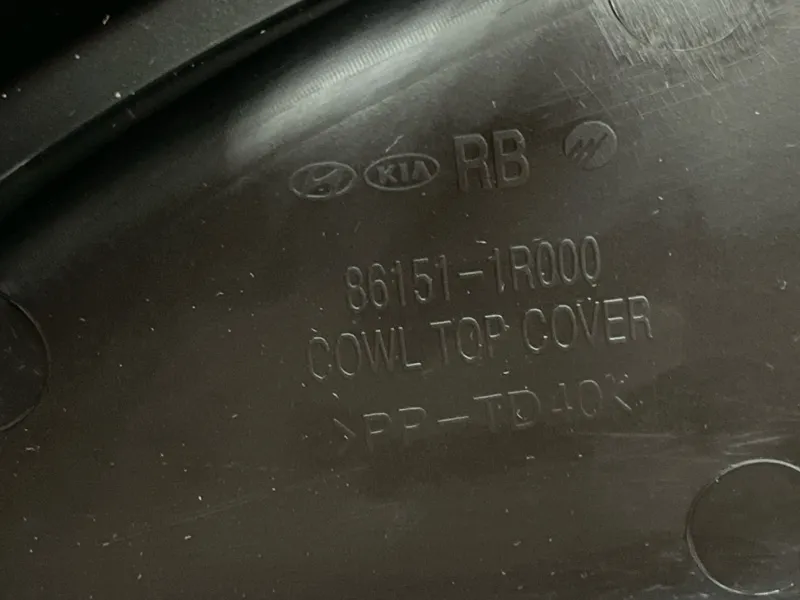 KIA RB
86151-1R000
COWL TOP COVER
>PP-TD40<